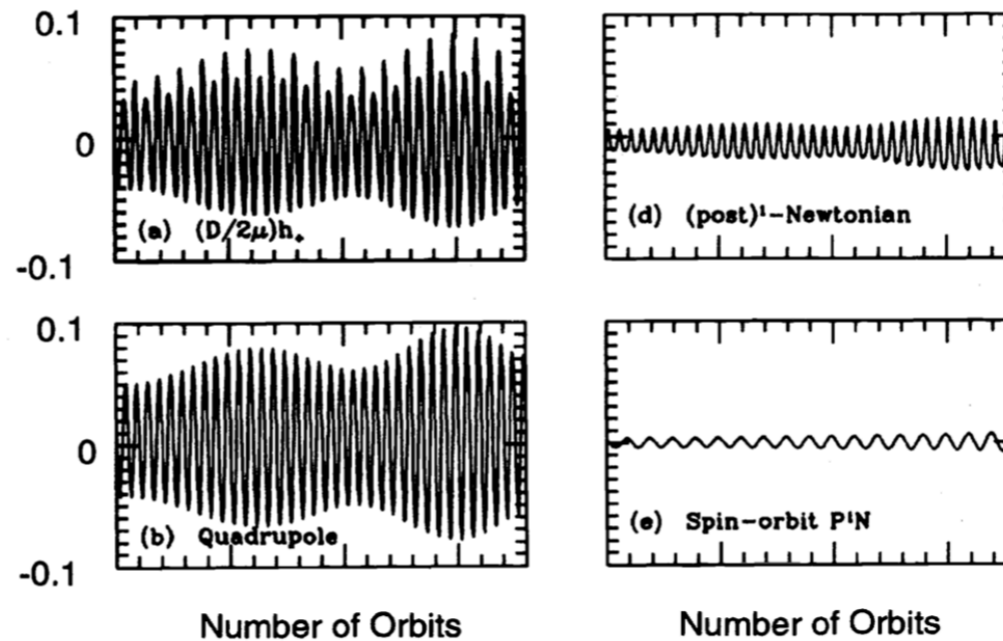 0.1
0
-0.1
(a) (D/2μ)h₊
(d) (post)¹-Newtonian
0.1
0
-0.1
(b) Quadrupole
(e) Spin-orbit P¹N
Number of Orbits
Number of Orbits